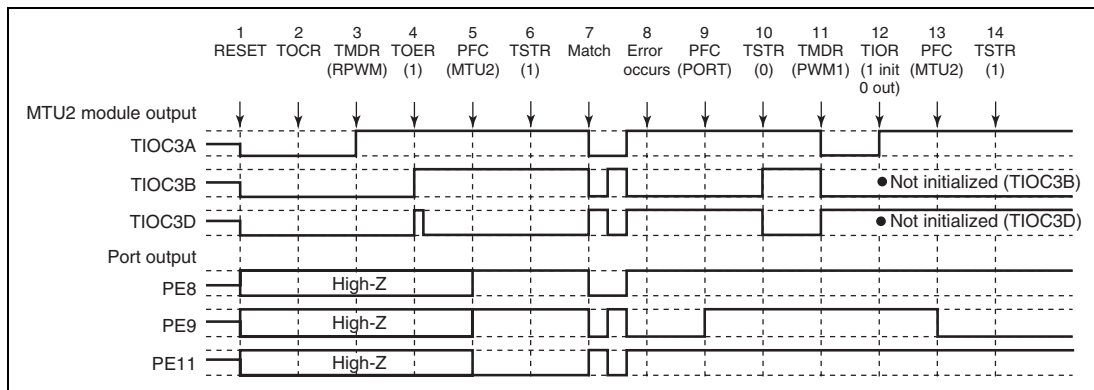 1 2 3 4 5 6 7 8 9 10 11 12 13 14
RESET TOCR TMDR TOER PFC TSTR Match Error PFC TSTR TMDR TIOR PFC TSTR
(RPWM) (1) (MTU2) (1) occurs (PORT) (0) (PWM1) (1 init (MTU2) (1)
0 out)
MTU2 module output
TIOC3A
TIOC3B
● Not initialized (TIOC3B)
TIOC3D
● Not initialized (TIOC3D)
Port output
PE8 High-Z
PE9 High-Z
PE11 High-Z